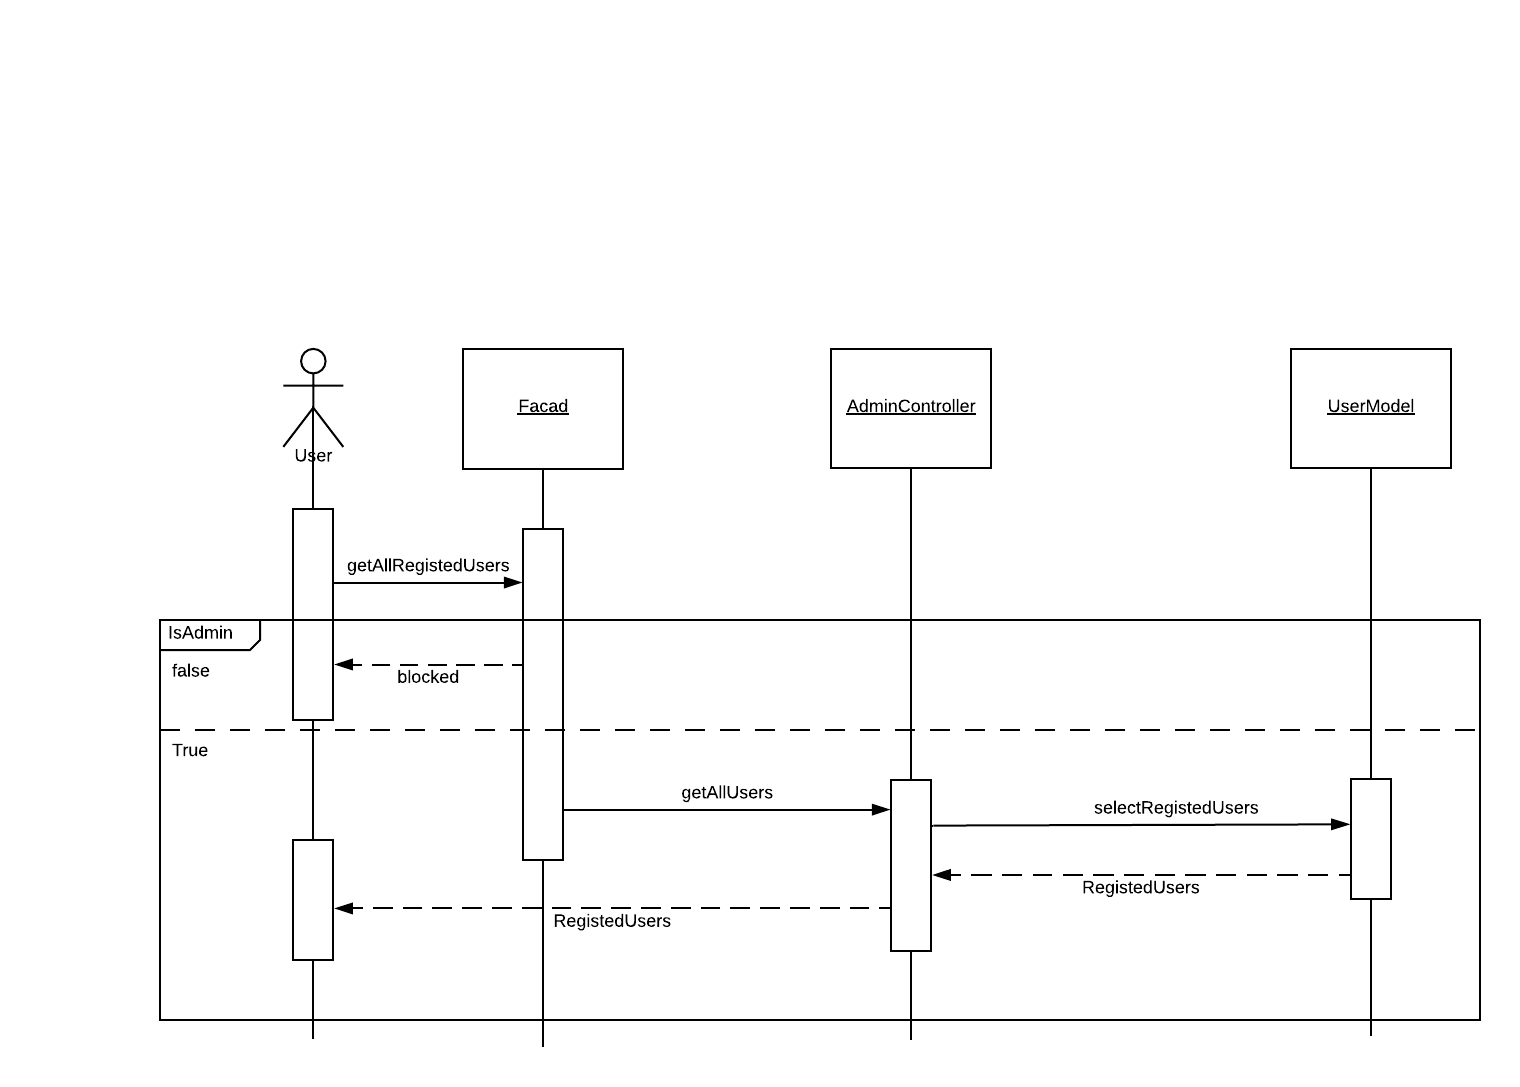 Facad
AdminController
UserModel
User
getAllRegistedUsers
IsAdmin
false
blocked
True
getAllUsers
selectRegistedUsers
RegistedUsers
RegistedUsers